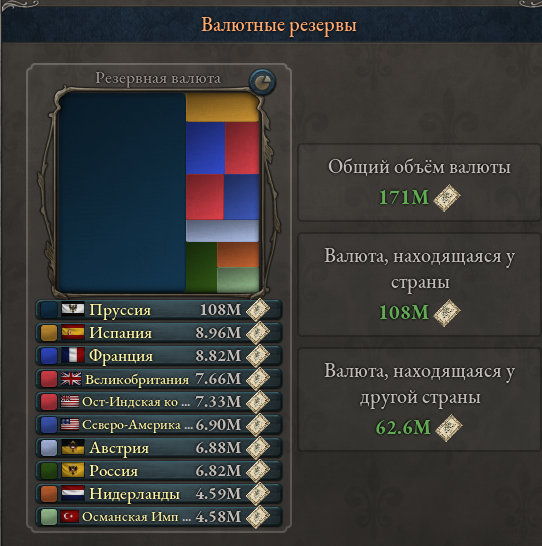 Валютные резервы
Резервная валюта
Пруссия 108M
Испания 8.96M
Франция 8.82M
Великобритания 7.66M
Ост-Индская ко ... 7.33M
Северо-Америка ... 6.90M
Австрия 6.88M
Россия 6.82M
Нидерланды 4.59M
Османская Имп ... 4.58M
Общий объём валюты
171M
Валюта, находящаяся у
страны
108M
Валюта, находящаяся у
другой страны
62.6M